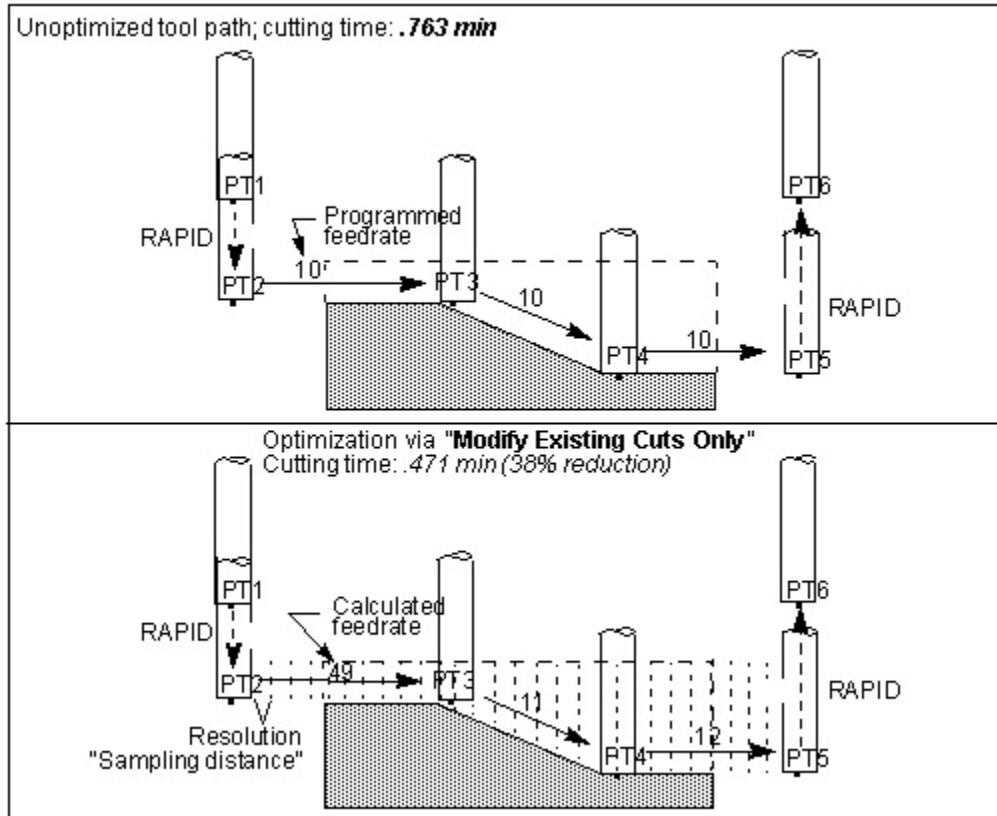 Unoptimized tool path; cutting time: .763 min
PT1
PT6
Programmed
feedrate
RAPID
10
PT2
PT3
10
RAPID
10
PT4
PT5
Optimization via "Modify Existing Cuts Only"
Cutting time: .471 min (38% reduction)
PT1
PT6
Calculated
feedrate
RAPID
49
PT2
PT3
RAPID
11
Resolution
"Sampling distance"
12
PT4
PT5